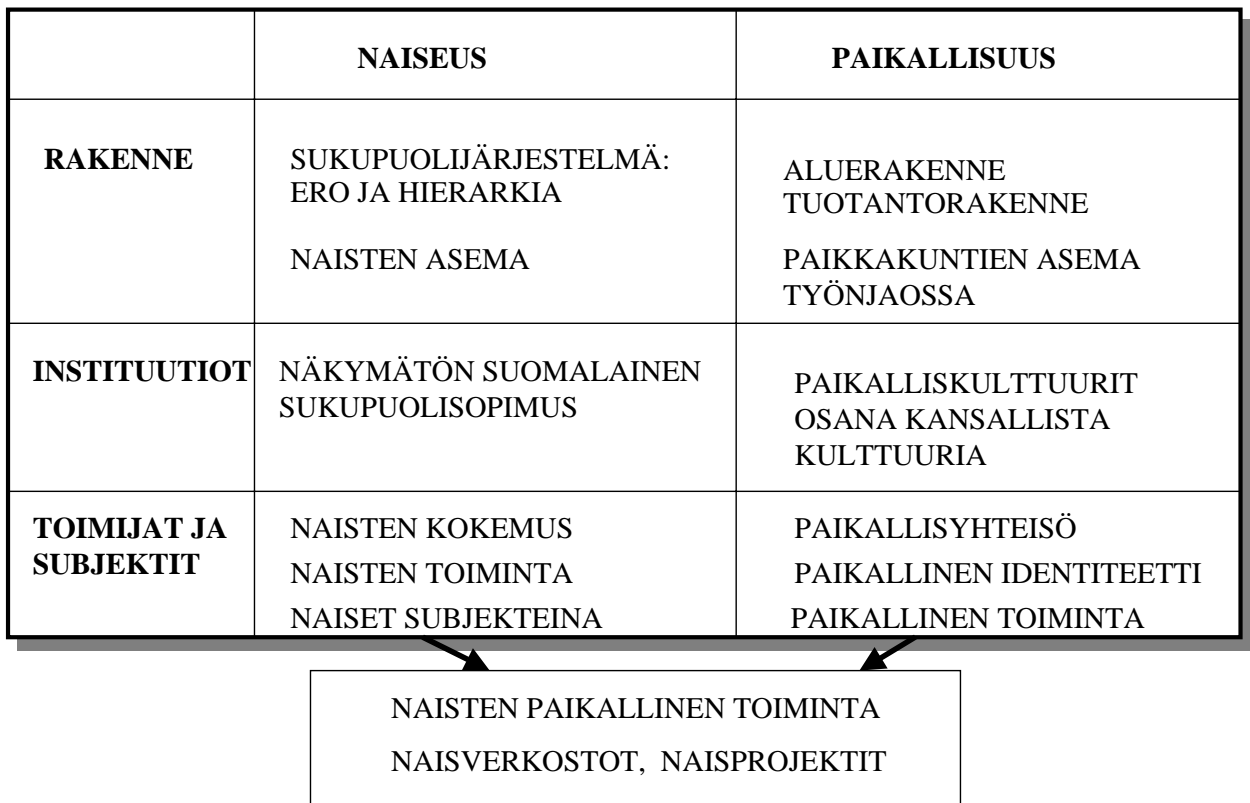 NAISEUS
PAIKALLISUUS
RAKENNE
SUKUPUOLIJÄRJESTELMÄ:
ERO JA HIERARKIA
NAISTEN ASEMA
ALUERAKENNE
TUOTANTORAKENNE
PAIKKAKUNTIEN ASEMA
TYÖNJAOSSA
INSTITUUTIOT
NÄKYMÄTÖN SUOMALAINEN
SUKUPUOLISOPIMUS
PAIKALLISKULTTUURIT
OSANA KANSALLISTA
KULTTUURIA
TOIMIJAT JA
SUBJEKTIT
NAISTEN KOKEMUS
NAISTEN TOIMINTA
NAISET SUBJEKTEINA
PAIKALLISYHTEISÖ
PAIKALLINEN IDENTITEETTI
PAIKALLINEN TOIMINTA
NAISTEN PAIKALLINEN TOIMINTA
NAISVERKOSTOT, NAISPROJEKTIT